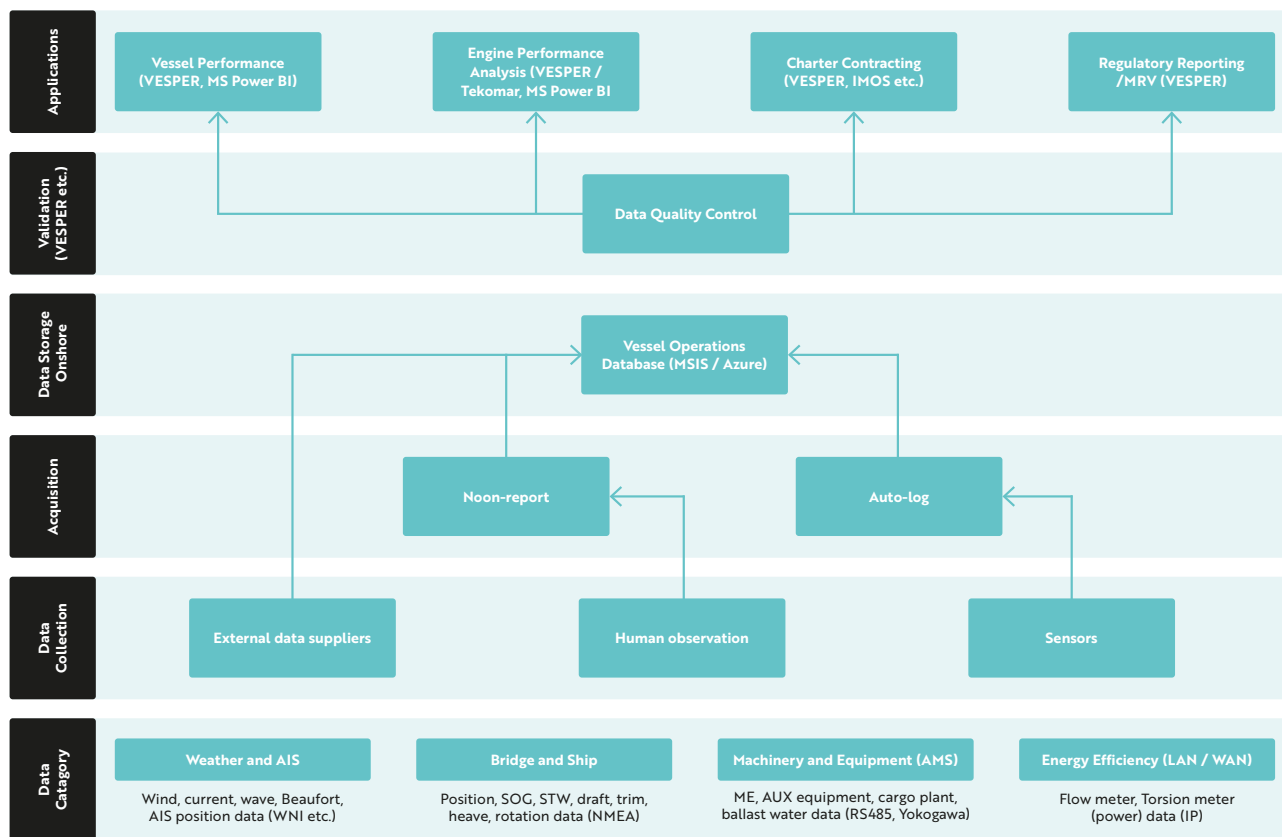 Applications
Vessel Performance
(VESPER, MS Power BI)
Engine Performance
Analysis (VESPER /
Tekomar, MS Power BI
Charter Contracting
(VESPER, IMOS etc.)
Regulatory Reporting
/MRV (VESPER)
Validation
(VESPER etc.)
Data Quality Control
Data Storage
Onshore
Vessel Operations
Database (MSIS / Azure)
Acquisition
Noon-report
Auto-log
Data
Collection
External data suppliers
Human observation
Sensors
Data
Catagory
Weather and AIS
Wind, current, wave, Beaufort,
AIS position data (WNI etc.)
Bridge and Ship
Position, SOG, STW, draft, trim,
heave, rotation data (NMEA)
Machinery and Equipment (AMS)
ME, AUX equipment, cargo plant,
ballast water data (RS485, Yokogawa)
Energy Efficiency (LAN / WAN)
Flow meter, Torsion meter
(power) data (IP)